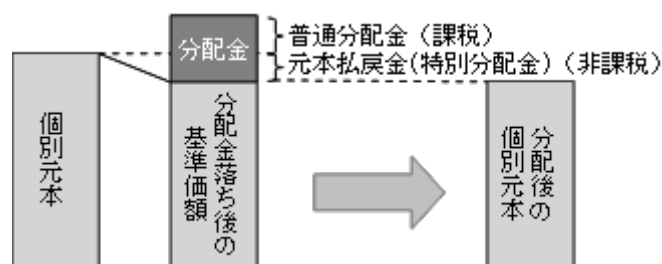 分配金
普通分配金（課税）
元本払戻金(特別分配金)（非課税）
個別元本
分配金落ち後の
基準価額
分配後の
個別元本